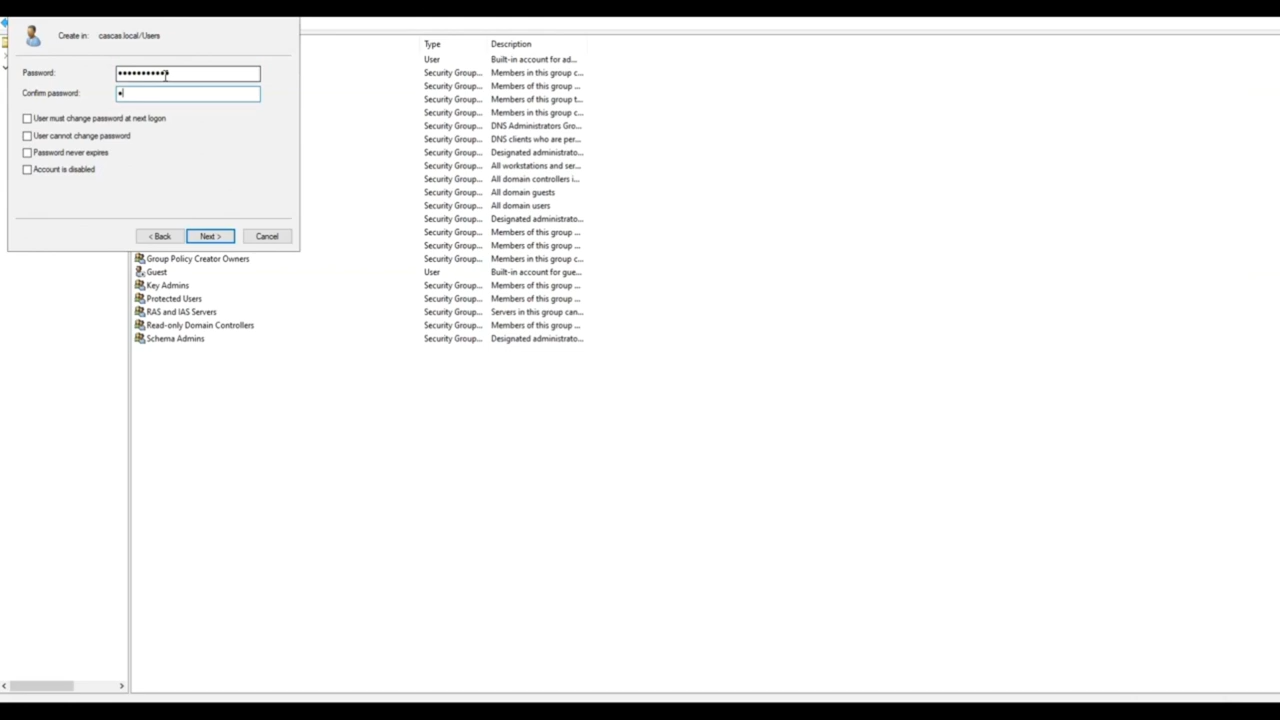 Create in: cascas.local/Users
Type Description
User Built-in account for ad...
Password:
Security Group... Members in this group c...
Security Group... Members of this group ...
Confirm password:
Security Group... Members of this group t...
Security Group... Members in this group c...
User must change password at next logon
Security Group... DNS Administrators Gro...
User cannot change password
Security Group... DNS clients who are per...
Password never expires
Security Group... Designated administrato...
Security Group... All workstations and ser...
Account is disabled
Security Group... All domain controllers i...
Security Group... All domain guests
Security Group... All domain users
Security Group... Designated administrato...
Security Group... Members of this group ...
< Back Next > Cancel
Security Group... Members of this group ...
Group Policy Creator Owners Security Group... Members in this group c...
Guest User Built-in account for gue...
Key Admins Security Group... Members of this group ...
Protected Users Security Group... Members of this group ...
RAS and IAS Servers Security Group... Servers in this group can...
Read-only Domain Controllers Security Group... Members of this group ...
Schema Admins Security Group... Designated administrato...